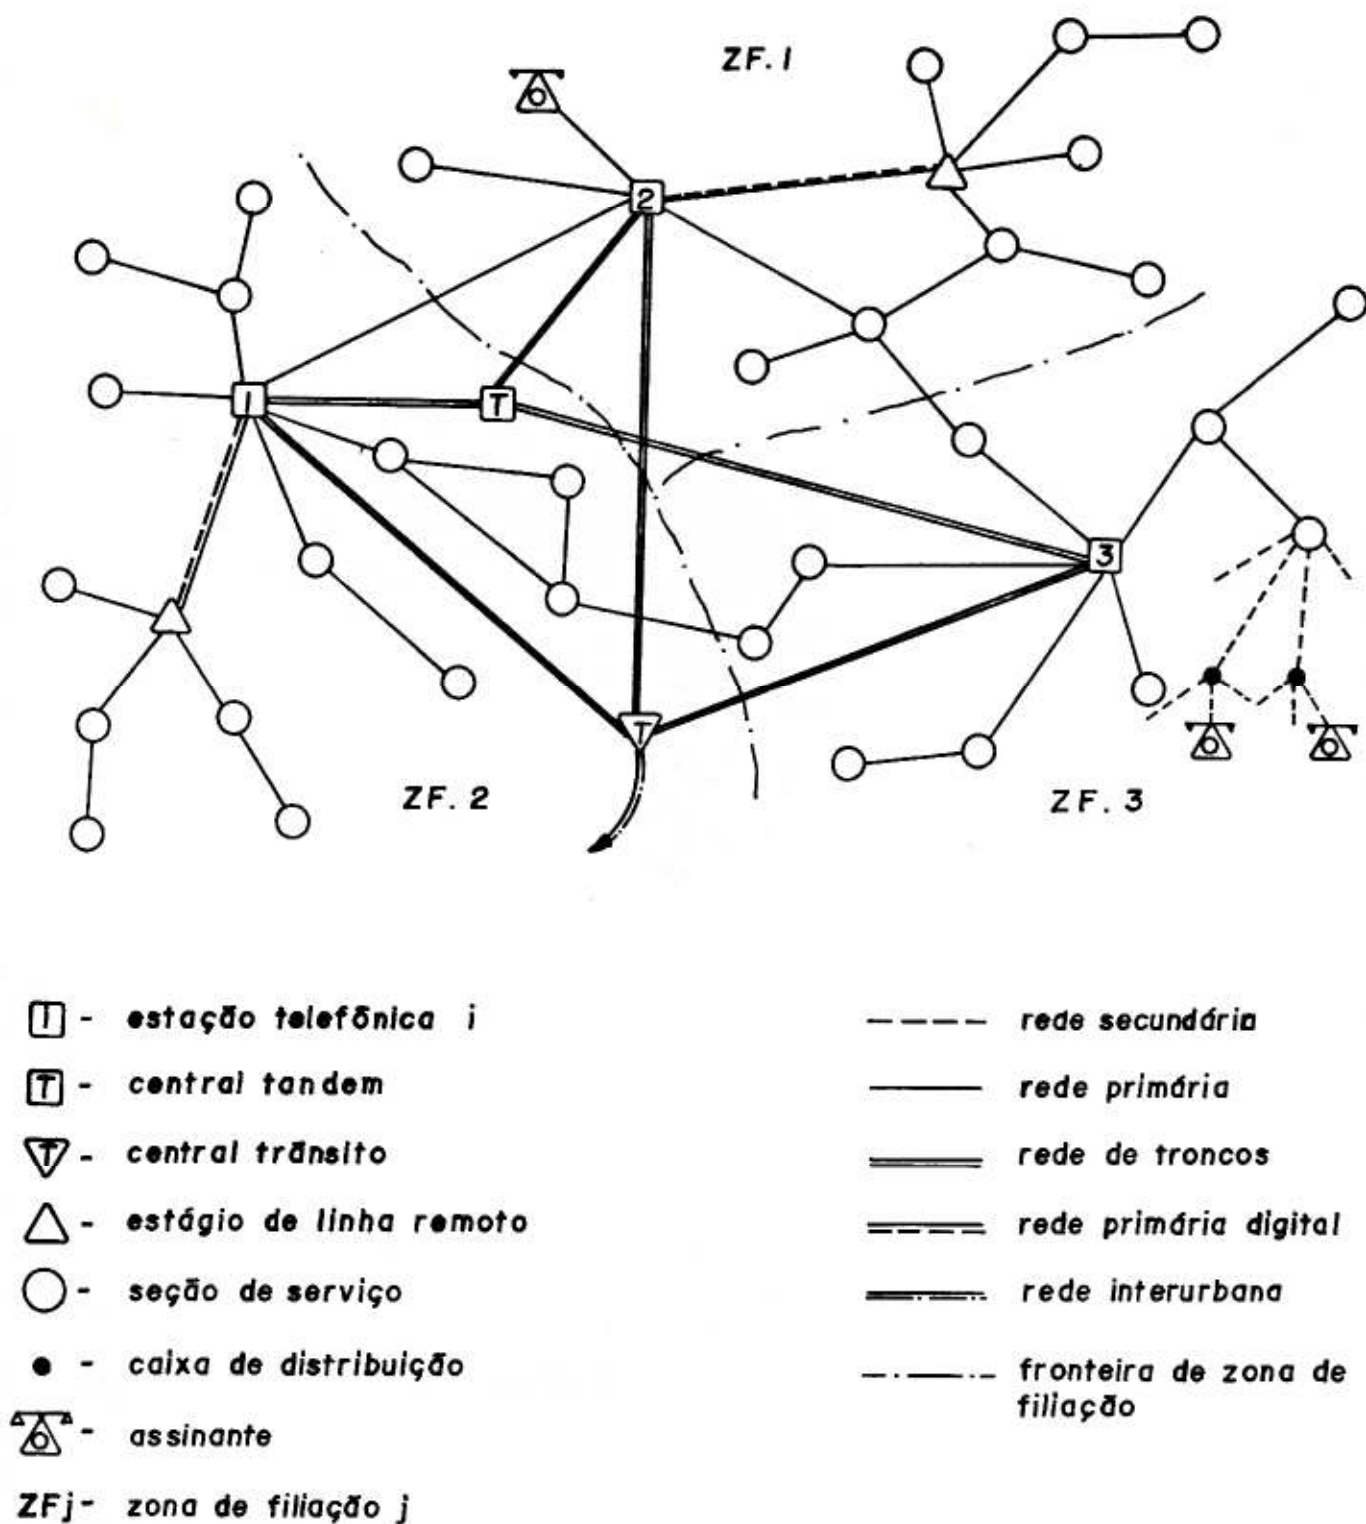 ZF.1
2
1
T
3
T
ZF.2
ZF.3
I - estação telefônica i
T - central tandem
T - central trânsito
- estágio de linha remoto
- seção de serviço
- caixa de distribuição
- assinante
ZFj - zona de filiação j
rede secundária
rede primária
rede de troncos
rede primária digital
rede interurbana
fronteira de zona de
filiação